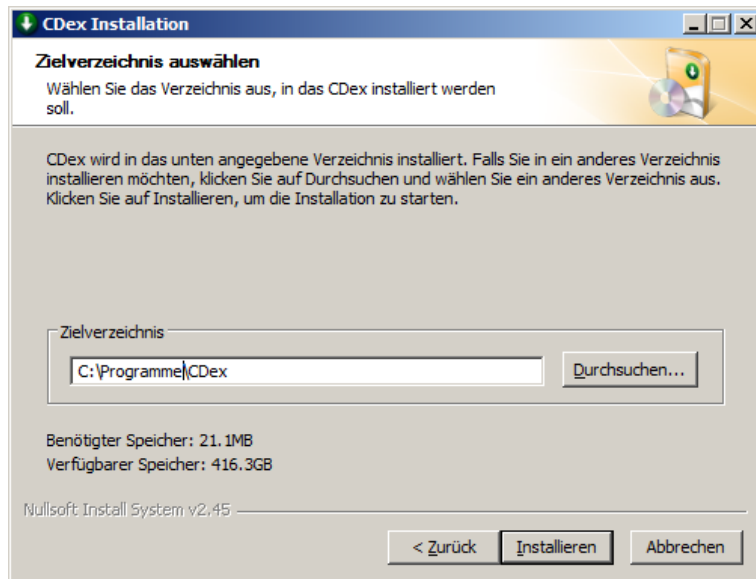 CDex Installation
Zielverzeichnis auswählen
Wählen Sie das Verzeichnis aus, in das CDex installiert werden
soll.
CDex wird in das unten angegebene Verzeichnis installiert. Falls Sie in ein anderes Verzeichnis
installieren möchten, klicken Sie auf Durchsuchen und wählen Sie ein anderes Verzeichnis aus.
Klicken Sie auf Installieren, um die Installation zu starten.
Zielverzeichnis
C:\Programme\CDex
Durchsuchen...
Benötigter Speicher: 21.1MB
Verfügbarer Speicher: 416.3GB
Nullsoft Install System v2.45
< Zurück
Installieren
Abbrechen